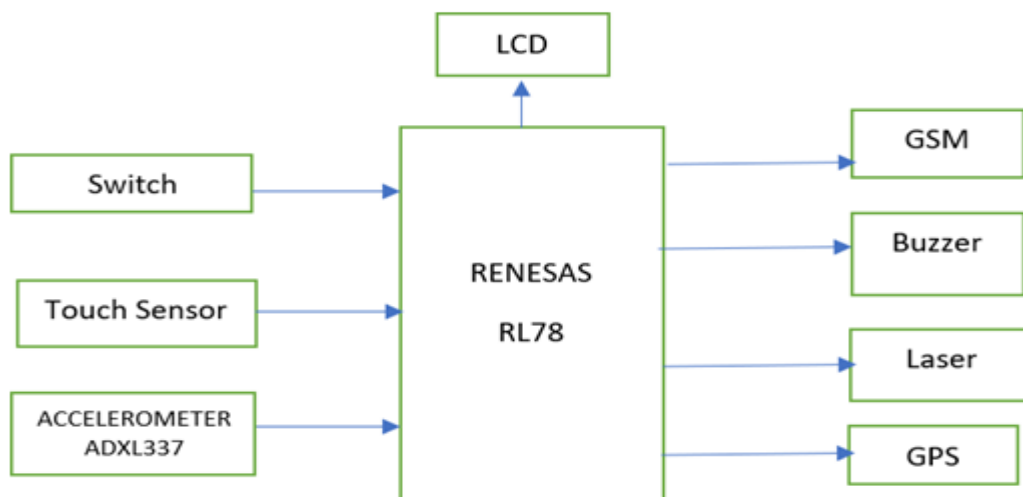 LCD
Switch
Touch Sensor
ACCELEROMETER
ADXL337
RENESAS
RL78
GSM
Buzzer
Laser
GPS